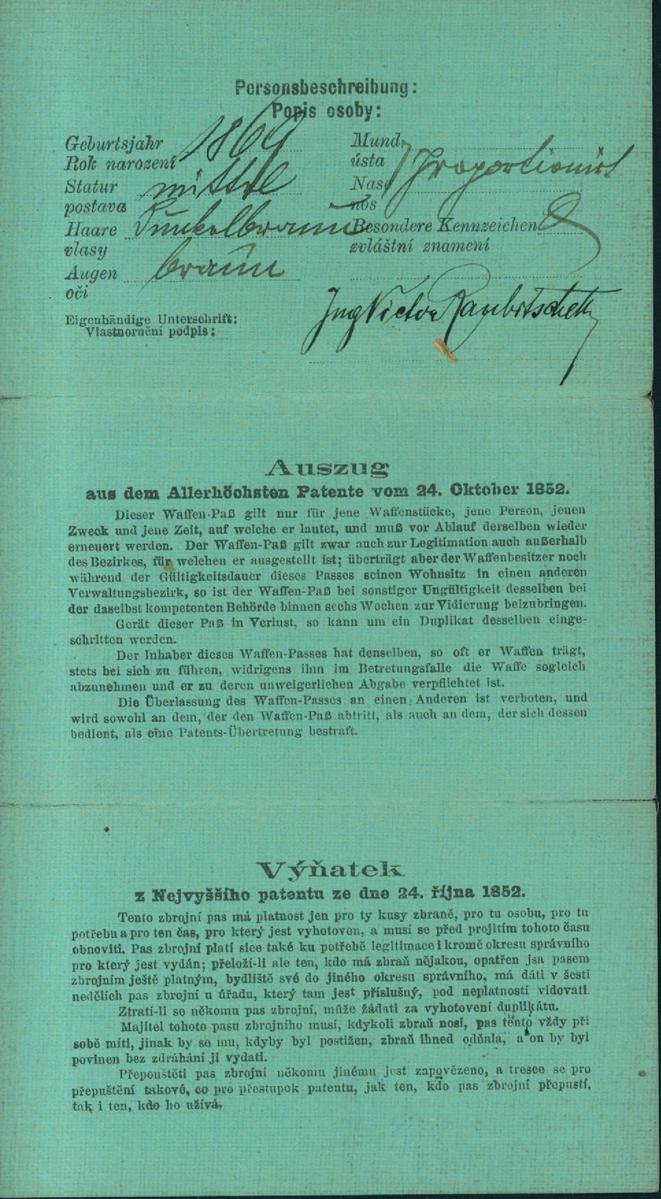 Personsbeschreibung:
Popis osoby:
Geburtsjahr 1869
Rok narození
Statur mittel
postava
Haare Dunkelbraun
vlasy
Augen braun
oči
Mund
ústa proportionirt
Nase
nos
Besondere Kennzeichen
zvláštní znamení
Eigenhändige Unterschrift:
Vlastnoruční podpis:
Ing Victor Raubitschek
Auszug
aus dem Allerhöchsten Patente vom 24. Oktober 1852.
Dieser Waffen-Paß gilt nur für jene Waffenstücke, jene Person, jenen
Zweck und jene Zeit, auf welche er lautet, und muß vor Ablauf derselben wieder
erneuert werden. Der Waffen-Paß gilt zwar auch zur Legitimation auch außerhalb
des Bezirkes, für welchen er ausgestellt ist; überträgt aber der Waffenbesitzer noch
während der Gültigkeitsdauer dieses Passes seinen Wohnsitz in einen anderen
Verwaltungsbezirk, so ist der Waffen-Paß bei sonstiger Ungültigkeit desselben bei
der daselbst kompetenten Behörde binnen sechs Wochen zur Vidierung beizubringen.
Gerät dieser Paß in Verlust, so kann um ein Duplikat desselben einge-
schritten werden.
Der Inhaber dieses Waffen-Passes hat denselben, so oft er Waffen trägt,
stets bei sich zu führen, widrigens ihm im Betretungsfalle die Waffe sogleich
abzunehmen und er zu deren unweigerlichen Abgabe verpflichtet ist.
Die Überlassung des Waffen-Passes an einen Anderen ist verboten, und
wird sowohl an dem, der den Waffen-Paß abtritt, als auch an dem, der sich dessen
bedient, als eine Patents-Übertretung bestraft.
Výňatek
z Nejvyššího patentu ze dne 24. října 1852.
Tento zbrojní pas má platnost jen pro ty kusy zbraně, pro tu osobu, pro tu
potřebu a pro ten čas, pro který jest vyhotoven, a musí se před projitím tohoto času
obnoviti. Pas zbrojní platí sice také ku potřebě legitimace i kromě okresu správního
pro který jest vydán; přeloží-li ale ten, kdo má zbraň nějakou, opatřen jsa pasem
zbrojním ještě platným, bydliště své do jiného okresu správního, má dáti v šesti
nedělích pas zbrojní u úřadu, který tam jest příslušný, pod neplatností vidovati.
Ztratí-li se někomu pas zbrojní, může žádati za vyhotovení duplikátu.
Majitel tohoto pasu zbrojního musí, kdykoli zbraň nosí, pas tento vždy při
sobě míti, jinak by se mu, kdyby byl postižen, zbraň ihned odňala, a on by byl
povinen bez zdráhání ji vydati.
Přepouštěti pas zbrojní někomu jinému jest zapovězeno, a tresce se pro
přepuštění takové, co pro přestupek patentu, jak ten, kdo pas zbrojní přepustí,
tak i ten, kdo ho užívá.